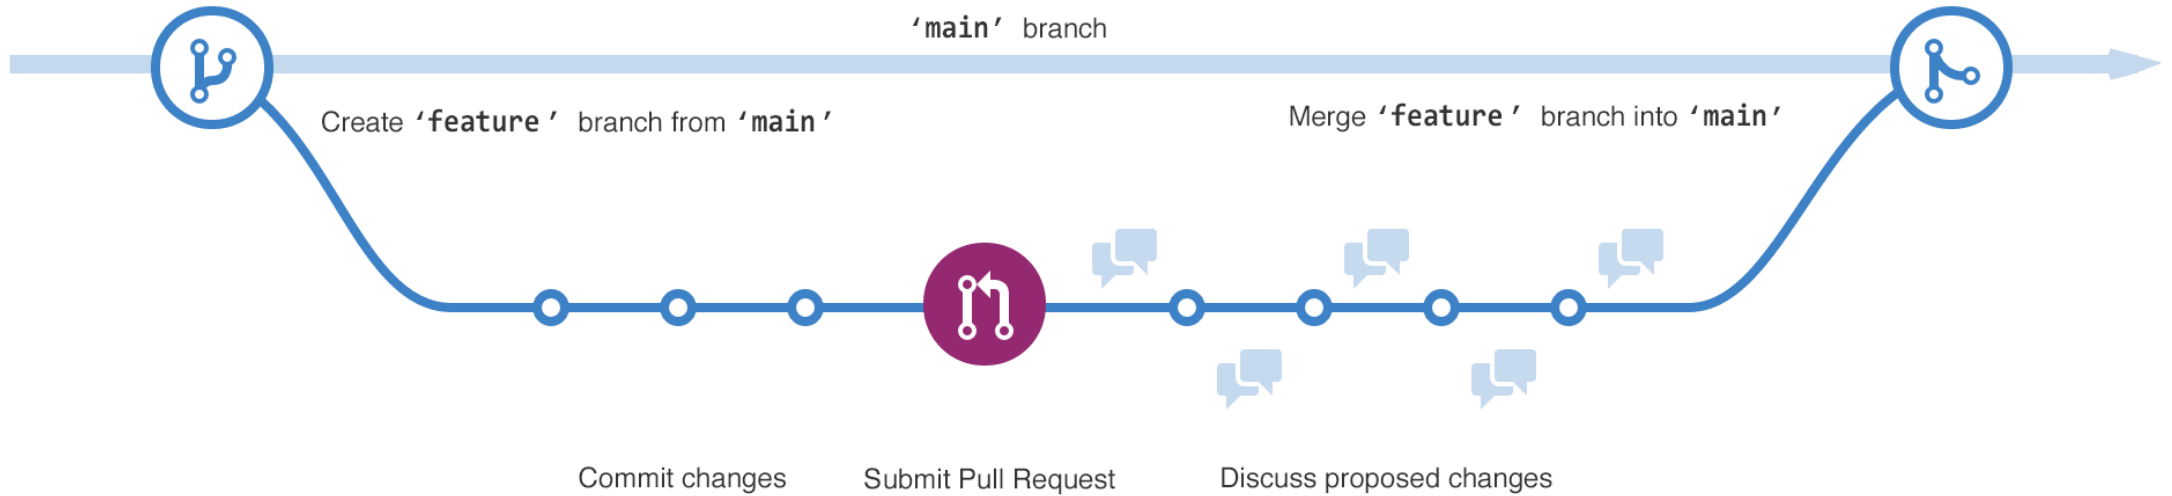 ‘main’ branch
Create ‘feature’ branch from ‘main’
Merge ‘feature’ branch into ‘main’
Commit changes
Submit Pull Request
Discuss proposed changes